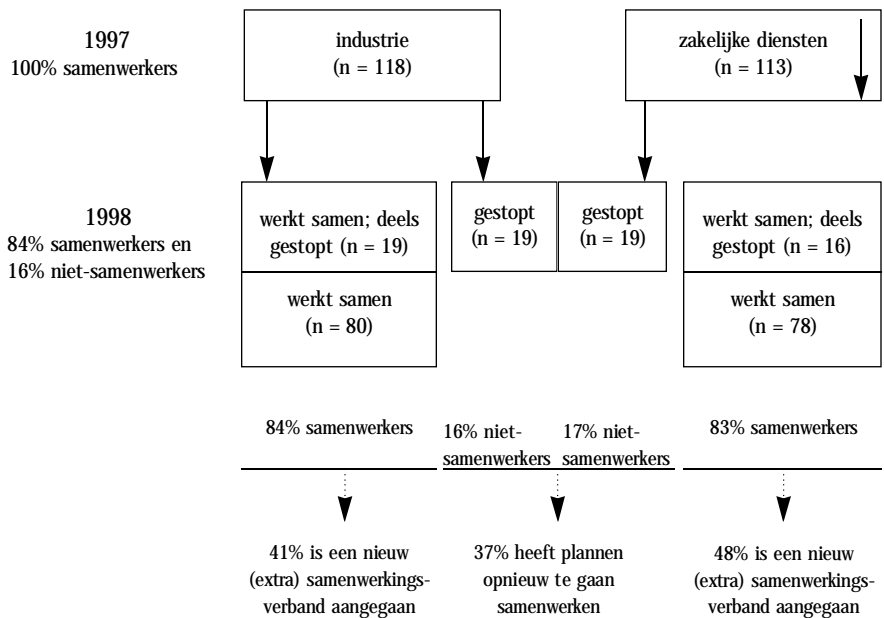 1997
100% samenwerkers
industrie
(n = 118)
zakelijke diensten
(n = 113)
1998
84% samenwerkers en
16% niet-samenwerkers
werkt samen; deels
gestopt (n = 19)
werkt samen
(n = 80)
gestopt
(n = 19)
gestopt
(n = 19)
werkt samen; deels
gestopt (n = 16)
werkt samen
(n = 78)
84% samenwerkers
16% niet-
samenwerkers
17% niet-
samenwerkers
83% samenwerkers
41% is een nieuw
(extra) samenwerkings-
verband aangegaan
37% heeft plannen
opnieuw te gaan
samenwerken
48% is een nieuw
(extra) samenwerkings-
verband aangegaan